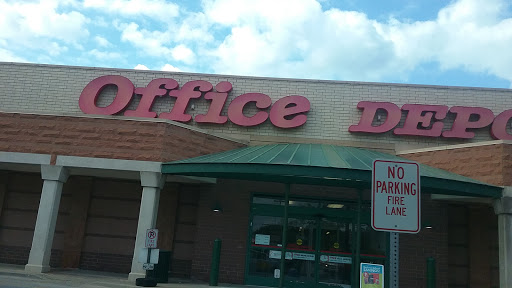 Office DEPO
NO
PARKING
FIRE
LANE